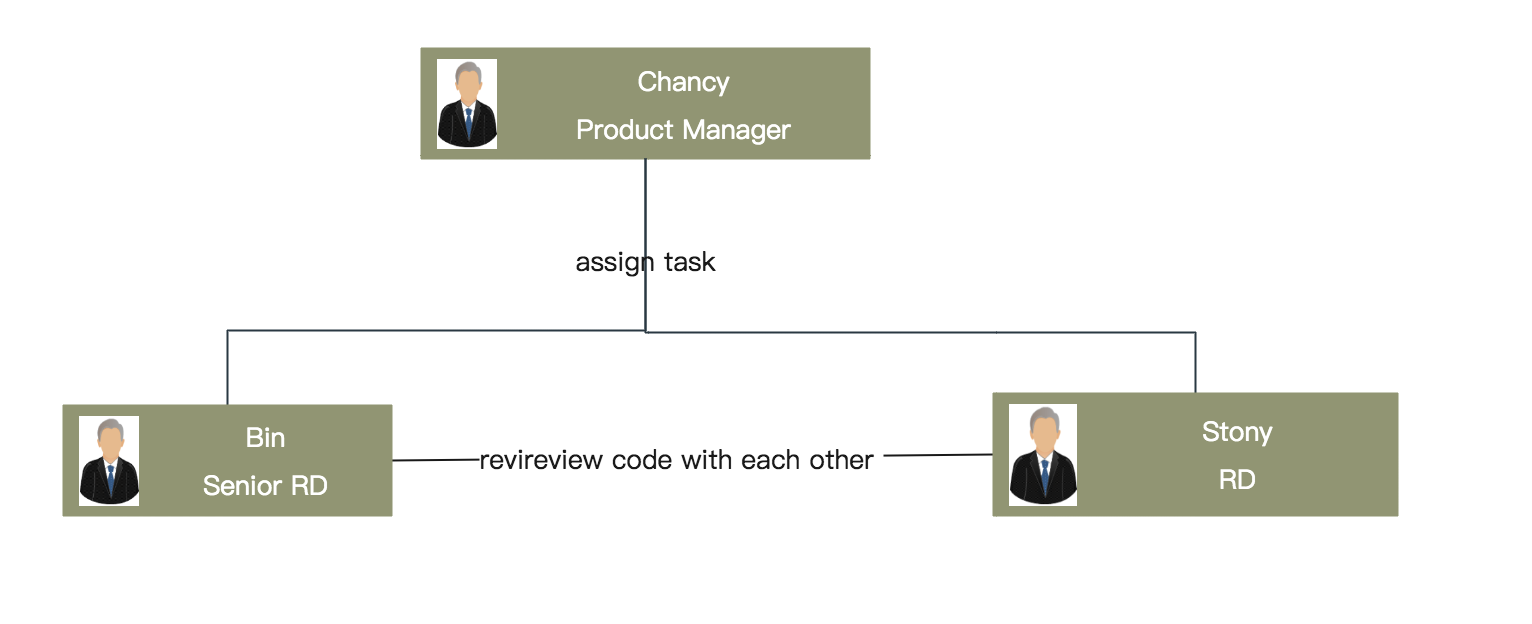 Chancy
Product Manager
assign task
Bin
Senior RD
revireview code with each other
Stony
RD